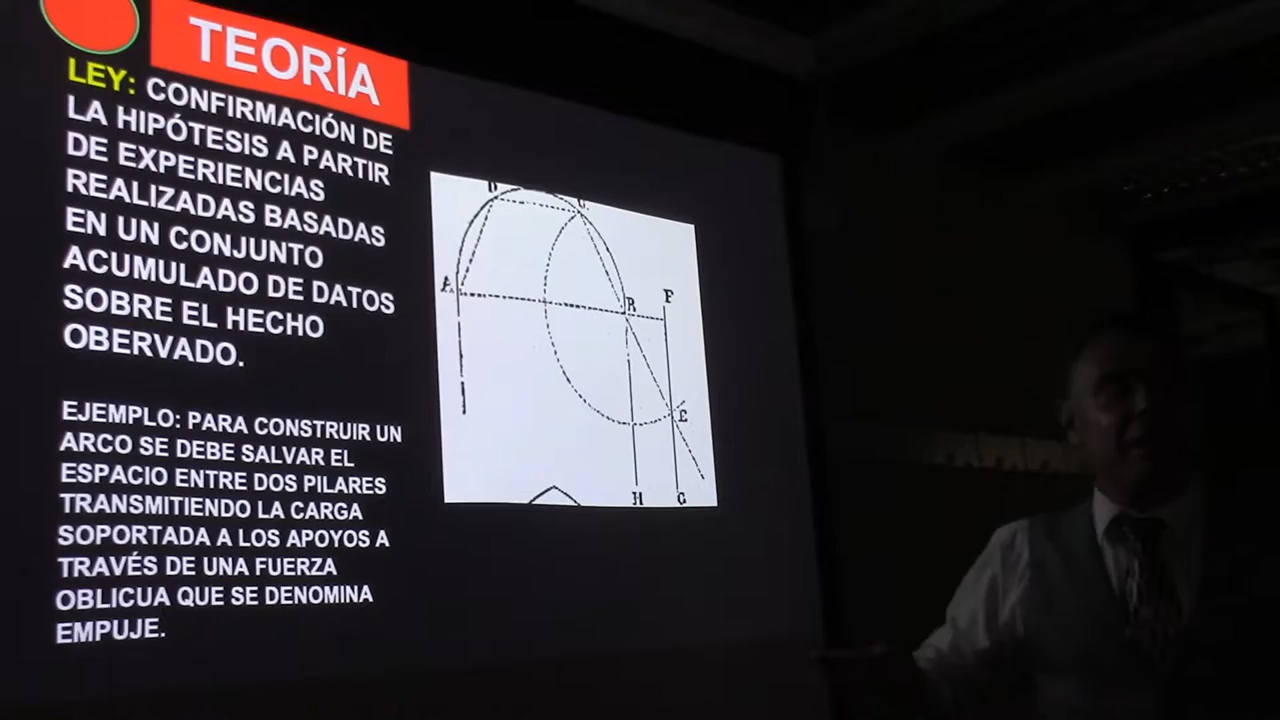 TEORÍA
LEY: CONFIRMACIÓN DE
LA HIPÓTESIS A PARTIR
DE EXPERIENCIAS
REALIZADAS BASADAS
EN UN CONJUNTO
ACUMULADO DE DATOS
SOBRE EL HECHO
OBERVADO.
EJEMPLO: PARA CONSTRUIR UN
ARCO SE DEBE SALVAR EL
ESPACIO ENTRE DOS PILARES
TRANSMITIENDO LA CARGA
SOPORTADA A LOS APOYOS A
TRAVÉS DE UNA FUERZA
OBLICUA QUE SE DENOMINA
EMPUJE.
A
B
F
E
H
G